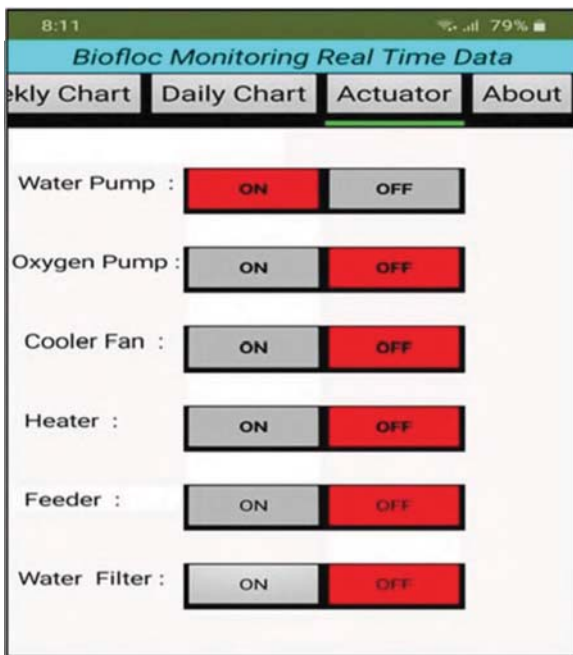 8:11 79%
Biofloc Monitoring Real Time Data
kly Chart Daily Chart Actuator About
Water Pump : ON OFF
Oxygen Pump : ON OFF
Cooler Fan : ON OFF
Heater : ON OFF
Feeder : ON OFF
Water Filter : ON OFF